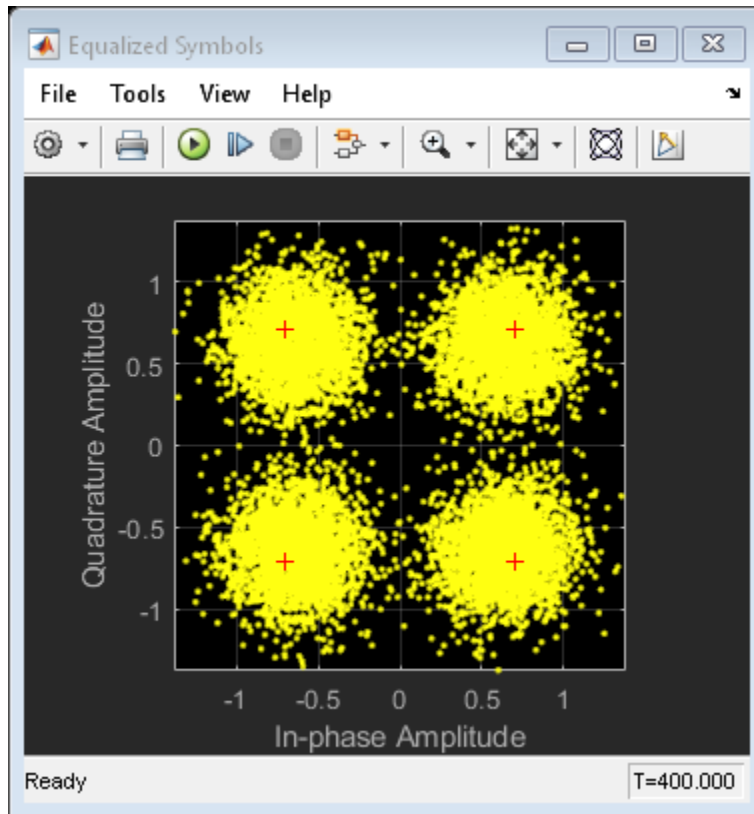 Equalized Symbols
File Tools View Help
Quadrature Amplitude
1
0.5
0
-0.5
-1
-1 -0.5 0 0.5 1
In-phase Amplitude
Ready T=400.000